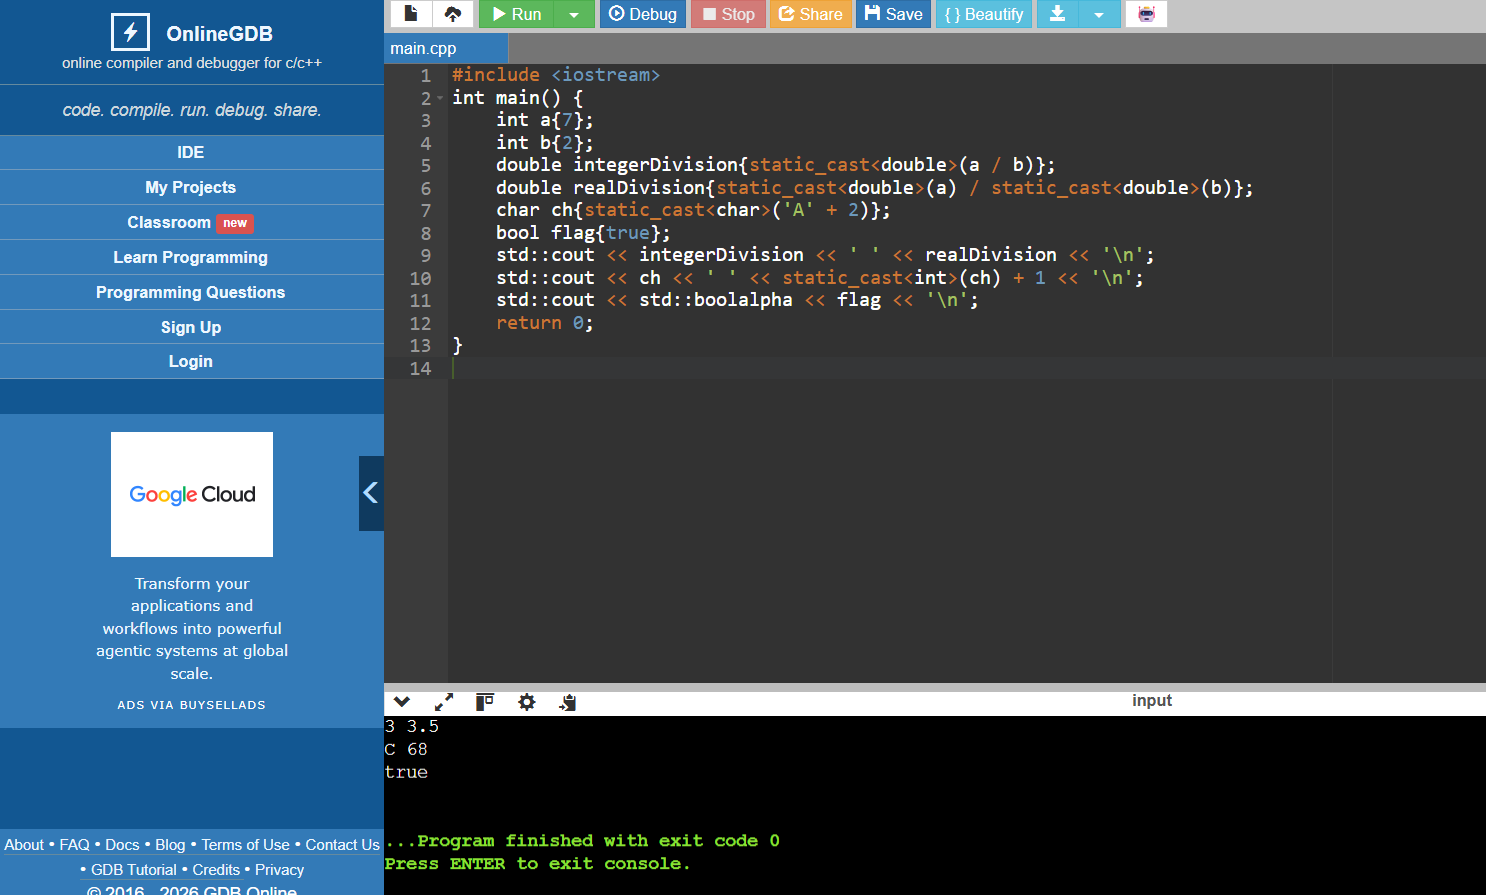 OnlineGDB
online compiler and debugger for c/c++
code. compile. run. debug. share.
IDE
My Projects
Classroom new
Learn Programming
Programming Questions
Sign Up
Login
Google Cloud
Transform your
applications and
workflows into powerful
agentic systems at global
scale.
ADS VIA BUYSELLADS
About • FAQ • Docs • Blog • Terms of Use • Contact Us
• GDB Tutorial • Credits • Privacy
© 2016 - 2026 GDB Online
Run Debug Stop Share Save { } Beautify
main.cpp
1 #include <iostream>
2 int main() {
3     int a{7};
4     int b{2};
5     double integerDivision{static_cast<double>(a / b)};
6     double realDivision{static_cast<double>(a) / static_cast<double>(b)};
7     char ch{static_cast<char>('A' + 2)};
8     bool flag{true};
9     std::cout << integerDivision << ' ' << realDivision << '\n';
10     std::cout << ch << ' ' << static_cast<int>(ch) + 1 << '\n';
11     std::cout << std::boolalpha << flag << '\n';
12     return 0;
13 }
14
input
3 3.5
C 68
true
...Program finished with exit code 0
Press ENTER to exit console.